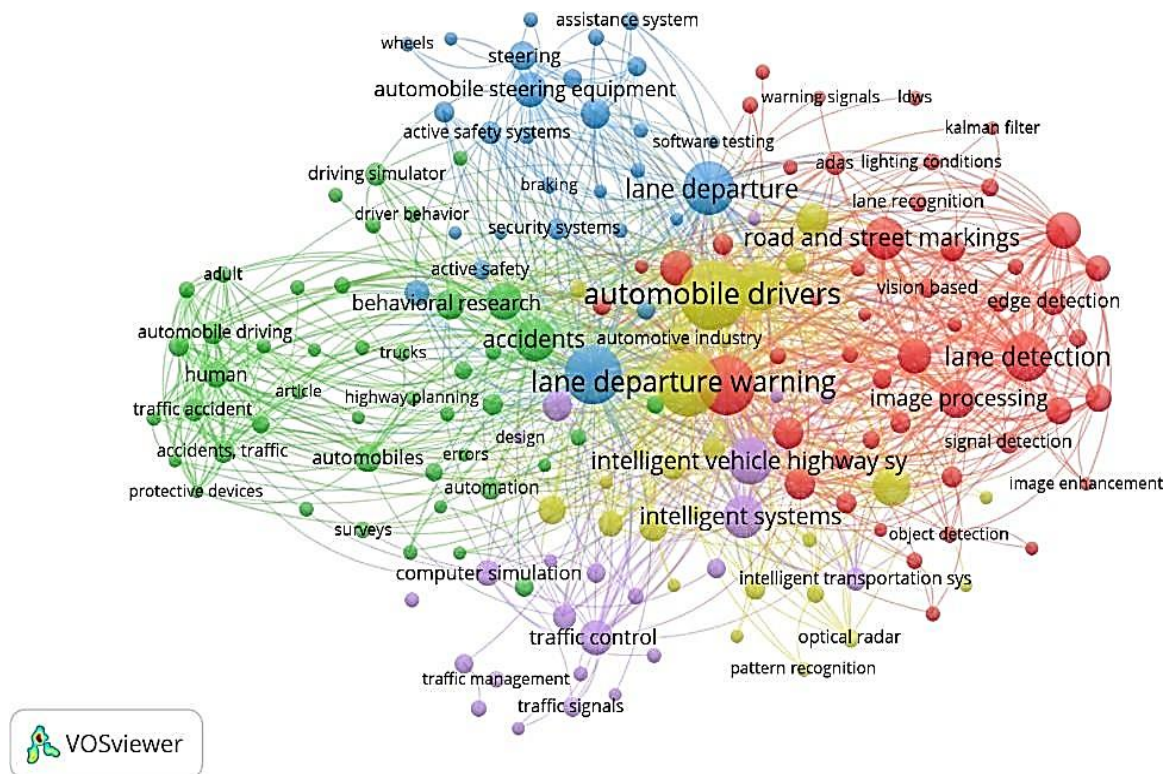 assistance system
wheels
steering
automobile steering equipment
warning signals
ldws
active safety systems
software testing
kalman filter
driving simulator
adas
lighting conditions
braking
lane departure
lane recognition
driver behavior
security systems
road and street markings
adult
active safety
vision based
behavioral research
automobile drivers
edge detection
automobile driving
accidents
automotive industry
trucks
lane detection
human
article
lane departure warning
highway planning
image processing
traffic accident
design
signal detection
accidents, traffic
automobiles
errors
intelligent vehicle highway sy
protective devices
automation
image enhancement
intelligent systems
surveys
object detection
computer simulation
intelligent transportation sys
traffic control
optical radar
pattern recognition
traffic management
traffic signals
VOSviewer